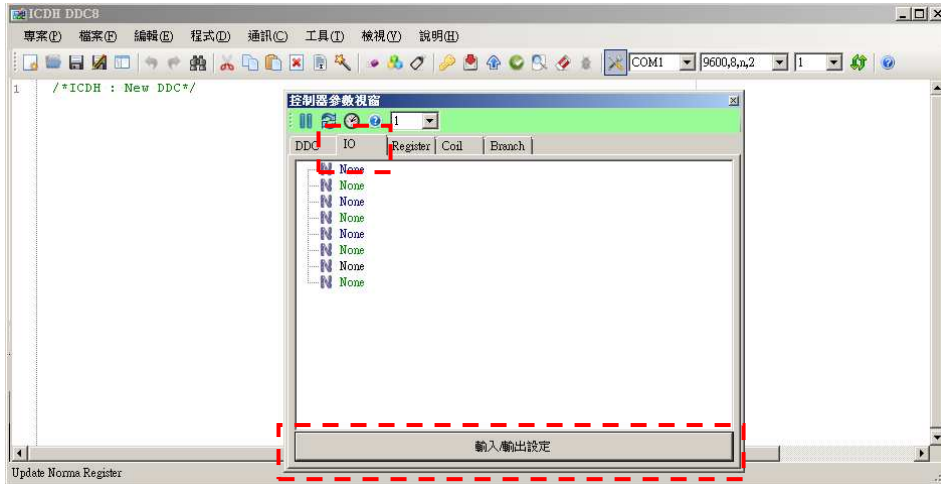 ICDH DDC8
專案(P) 檔案(F) 編輯(E) 程式(D) 通訊(C) 工具(T) 檢視(V) 說明(H)
COM1 9600,8,n,2 1
1 /*ICDH : New DDC*/
控制器參數視窗
1
DDC IO Register Coil Branch
None
None
None
None
None
None
None
None
輸入/輸出設定
Update Norma Register